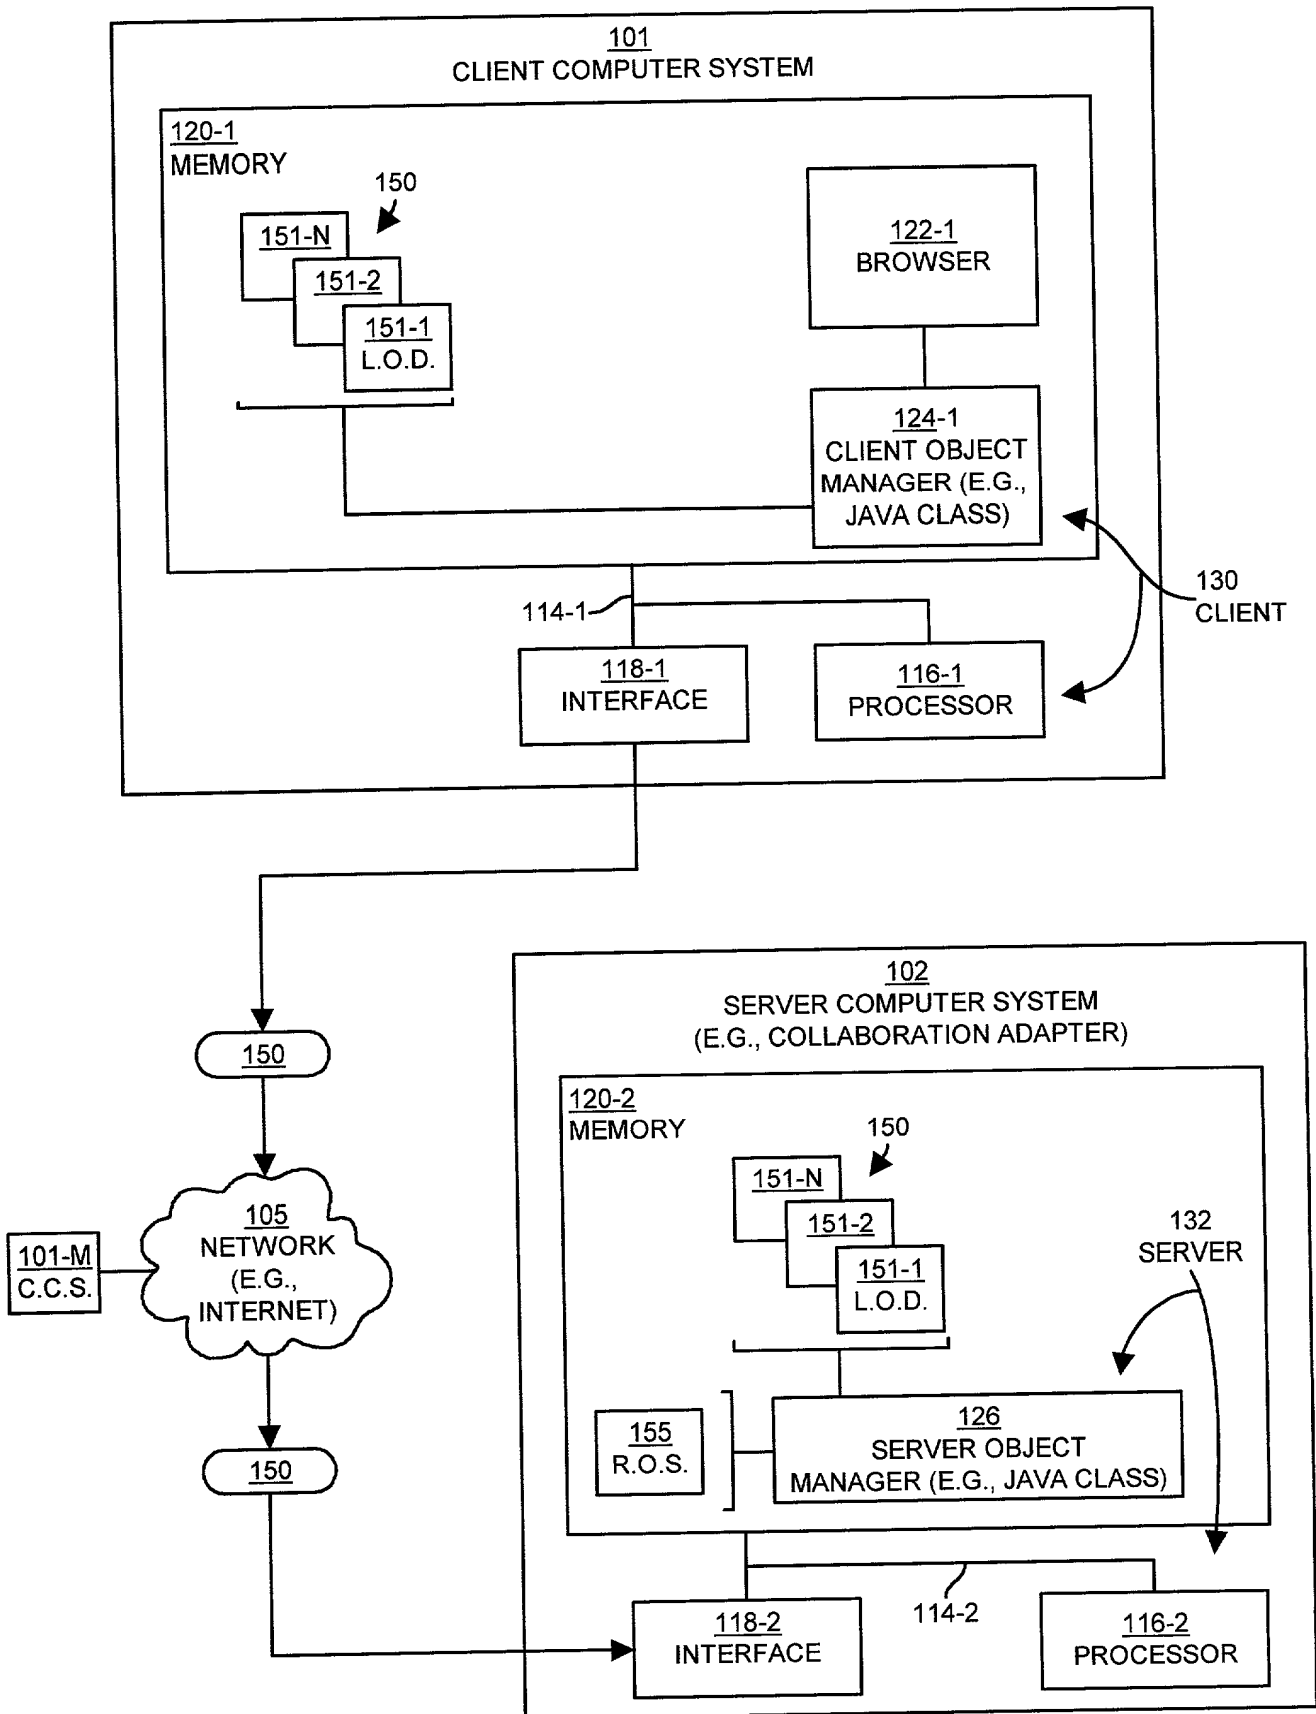 101
CLIENT COMPUTER SYSTEM
120-1
MEMORY
150
151-N
151-2
151-1
L.O.D.
122-1
BROWSER
124-1
CLIENT OBJECT
MANAGER (E.G.,
JAVA CLASS)
130
CLIENT
114-1
118-1
INTERFACE
116-1
PROCESSOR
150
105
NETWORK
(E.G.,
INTERNET)
101-M
C.C.S.
150
102
SERVER COMPUTER SYSTEM
(E.G., COLLABORATION ADAPTER)
120-2
MEMORY
150
151-N
151-2
151-1
L.O.D.
132
SERVER
155
R.O.S.
126
SERVER OBJECT
MANAGER (E.G., JAVA CLASS)
114-2
118-2
INTERFACE
116-2
PROCESSOR